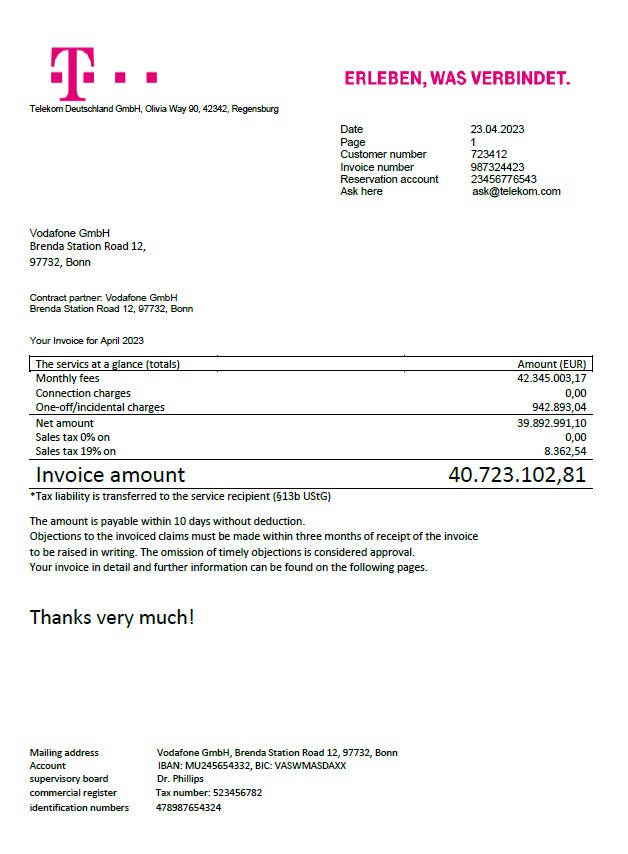 T
ERLEBEN, WAS VERBINDET.
Telekom Deutschland GmbH, Olivia Way 90, 42342, Regensburg
Date 23.04.2023
Page 1
Customer number 723412
Invoice number 987324423
Reservation account 23456776543
Ask here ask@telekom.com
Vodafone GmbH
Brenda Station Road 12,
97732, Bonn
Contract partner: Vodafone GmbH
Brenda Station Road 12, 97732, Bonn
Your Invoice for April 2023
The servics at a glance (totals) Amount (EUR)
Monthly fees 42.345.003,17
Connection charges 0,00
One-off/incidental charges 942.893,04
Net amount 39.892.991,10
Sales tax 0% on 0,00
Sales tax 19% on 8.362,54
Invoice amount 40.723.102,81
*Tax liability is transferred to the service recipient (§13b UStG)
The amount is payable within 10 days without deduction.
Objections to the invoiced claims must be made within three months of receipt of the invoice
to be raised in writing. The omission of timely objections is considered approval.
Your invoice in detail and further information can be found on the following pages.
Thanks very much!
Mailing address Vodafone GmbH, Brenda Station Road 12, 97732, Bonn
Account IBAN: MU245654332, BIC: VASWMASDAXX
supervisory board Dr. Phillips
commercial register Tax number: 523456782
identification numbers 478987654324